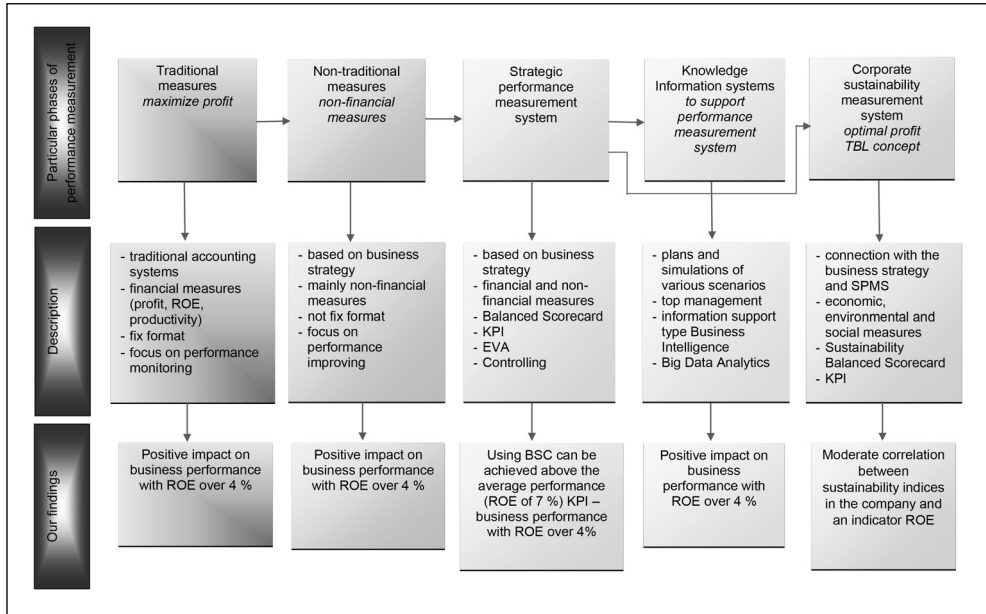 Particular phases of
performance measurement
Traditional
measures
maximize profit
Non-traditional
measures
non-financial
measures
Strategic
performance
measurement
system
Knowledge
Information systems
to support
performance
measurement
system
Corporate
sustainability
measurement
system
optimal profit
TBL concept
Description
- traditional accounting
systems
- financial measures
(profit, ROE,
productivity)
- fix format
- focus on performance
monitoring
- based on business
strategy
- mainly non-financial
measures
- not fix format
- focus on
performance
improving
- based on business
strategy
- financial and non-
financial measures
- Balanced Scorecard
- KPI
- EVA
- Controlling
- plans and
simulations of
various scenarios
- top management
- information support
type Business
Intelligence
- Big Data Analytics
- connection with the
business strategy
and SPMS
- economic,
environmental and
social measures
- Sustainability
Balanced Scorecard
- KPI
Our findings
Positive impact on
business performance
with ROE over 4 %
Positive impact on
business performance
with ROE over 4 %
Using BSC can be
achieved above the
average performance
(ROE of 7 %) KPI –
business performance
with ROE over 4%
Positive impact on
business
performance with
ROE over 4 %
Moderate correlation
between
sustainability indices
in the company and
an indicator ROE